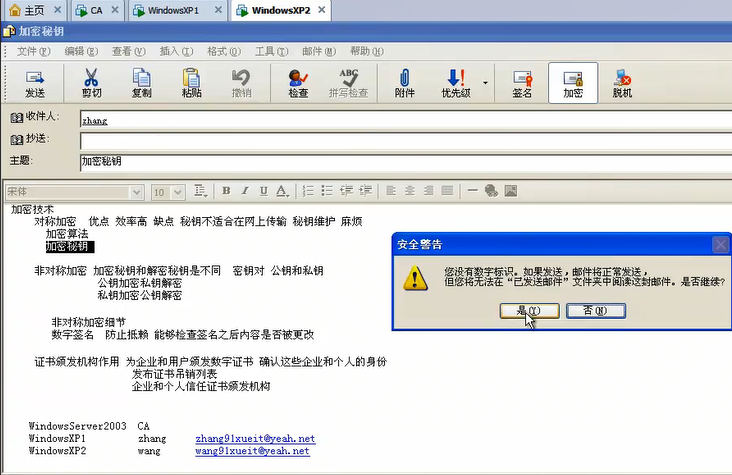 主页 CA WindowsXP1 WindowsXP2
加密秘钥
文件(F) 编辑(E) 查看(V) 插入(I) 格式(O) 工具(T) 邮件(M) 帮助(H)
发送 剪切 复制 粘贴 撤销 检查 拼写检查 附件 优先级 签名 加密 脱机
ABC
收件人: zhang
抄送:
主题: 加密秘钥
宋体 10 B I U A
加密技术
对称加密 优点 效率高 缺点 秘钥不适合在网上传输 秘钥维护 麻烦
加密算法
加密秘钥
非对称加密 加密秘钥和解密秘钥是不同 密钥对 公钥和私钥
公钥加密私钥解密
私钥加密公钥解密
非对称加密细节
数字签名 防止抵赖 能够检查签名之后内容是否被更改
证书颁发机构作用 为企业和用户颁发数字证书 确认这些企业和个人的身份
发布证书吊销列表
企业和个人信任证书颁发机构
WindowsServer2003 CA
WindowsXP1 zhang zhang91xueit@yeah.net
WindowsXP2 wang wang91xueit@yeah.net
安全警告
您没有数字标识。如果发送,邮件将正常发送,
但您将无法在“已发送邮件”文件夹中阅读这封邮件。是否继续?
是(Y) 否(N)